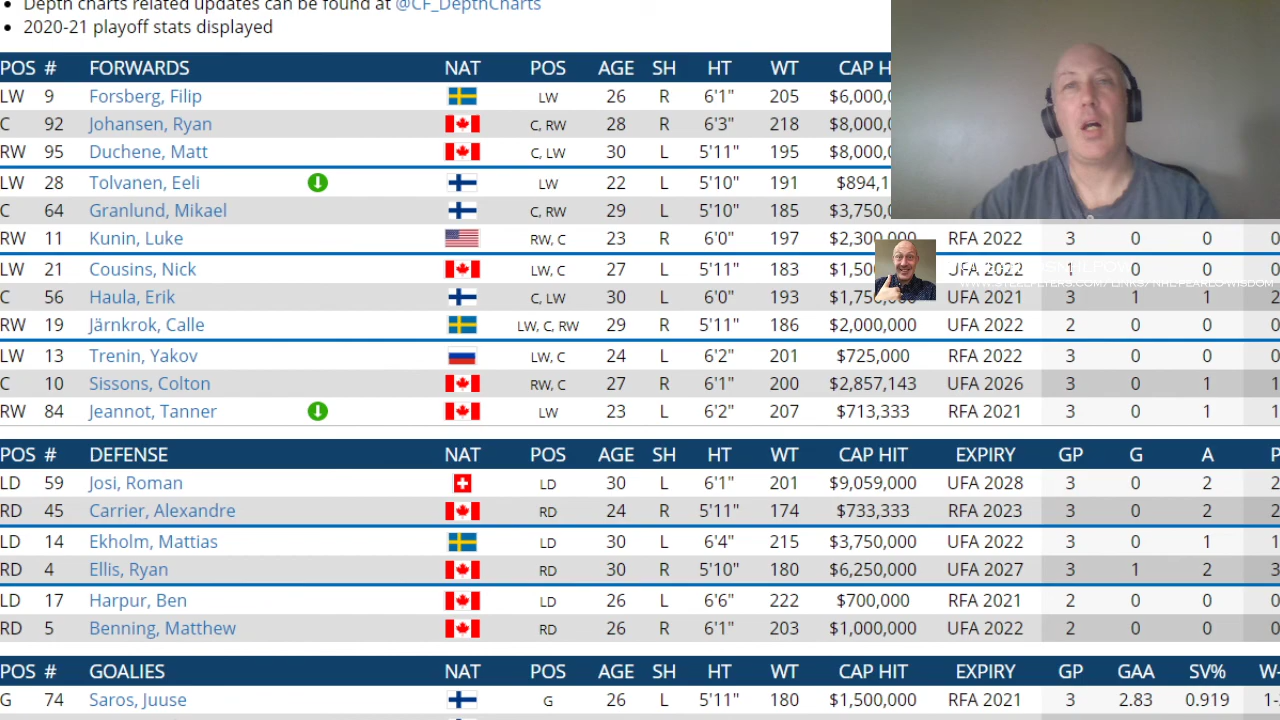 Depth charts related updates can be found at @CF_DepthCharts
2020-21 playoff stats displayed
POS # FORWARDS NAT POS AGE SH HT WT CAP H
LW 9 Forsberg, Filip LW 26 R 6'1" 205 $6,000,0
C 92 Johansen, Ryan C, RW 28 R 6'3" 218 $8,000,0
RW 95 Duchene, Matt C, LW 30 L 5'11" 195 $8,000,0
LW 28 Tolvanen, Eeli LW 22 L 5'10" 191 $894,1
C 64 Granlund, Mikael C, RW 29 L 5'10" 185 $3,750,0
RW 11 Kunin, Luke RW, C 23 R 6'0" 197 $2,300,000 RFA 2022 3 0 0 0
LW 21 Cousins, Nick LW, C 27 L 5'11" 183 $1,50 UFA 2022 1 0 0 0
C 56 Haula, Erik C, LW 30 L 6'0" 193 $1,75 UFA 2021 3 1 1 2
RW 19 Järnkrok, Calle LW, C, RW 29 R 5'11" 186 $2,000,000 UFA 2022 2 0 0 0
LW 13 Trenin, Yakov LW, C 24 L 6'2" 201 $725,000 RFA 2022 3 0 0 0
C 10 Sissons, Colton RW, C 27 R 6'1" 200 $2,857,143 UFA 2026 3 0 1 1
RW 84 Jeannot, Tanner LW 23 L 6'2" 207 $713,333 RFA 2021 3 0 1 1
POS # DEFENSE NAT POS AGE SH HT WT CAP HIT EXPIRY GP G A P
LD 59 Josi, Roman LD 30 L 6'1" 201 $9,059,000 UFA 2028 3 0 2 2
RD 45 Carrier, Alexandre RD 24 R 5'11" 174 $733,333 RFA 2023 3 0 2 2
LD 14 Ekholm, Mattias LD 30 L 6'4" 215 $3,750,000 UFA 2022 3 0 1 1
RD 4 Ellis, Ryan RD 30 R 5'10" 180 $6,250,000 UFA 2027 3 1 2 3
LD 17 Harpur, Ben LD 26 L 6'6" 222 $700,000 RFA 2021 2 0 0 0
RD 5 Benning, Matthew RD 26 R 6'1" 203 $1,000,000 UFA 2022 2 0 0 0
POS # GOALIES NAT POS AGE SH HT WT CAP HIT EXPIRY GP GAA SV% W-
G 74 Saros, Juuse G 26 L 5'11" 180 $1,500,000 RFA 2021 3 2.83 0.919 1-